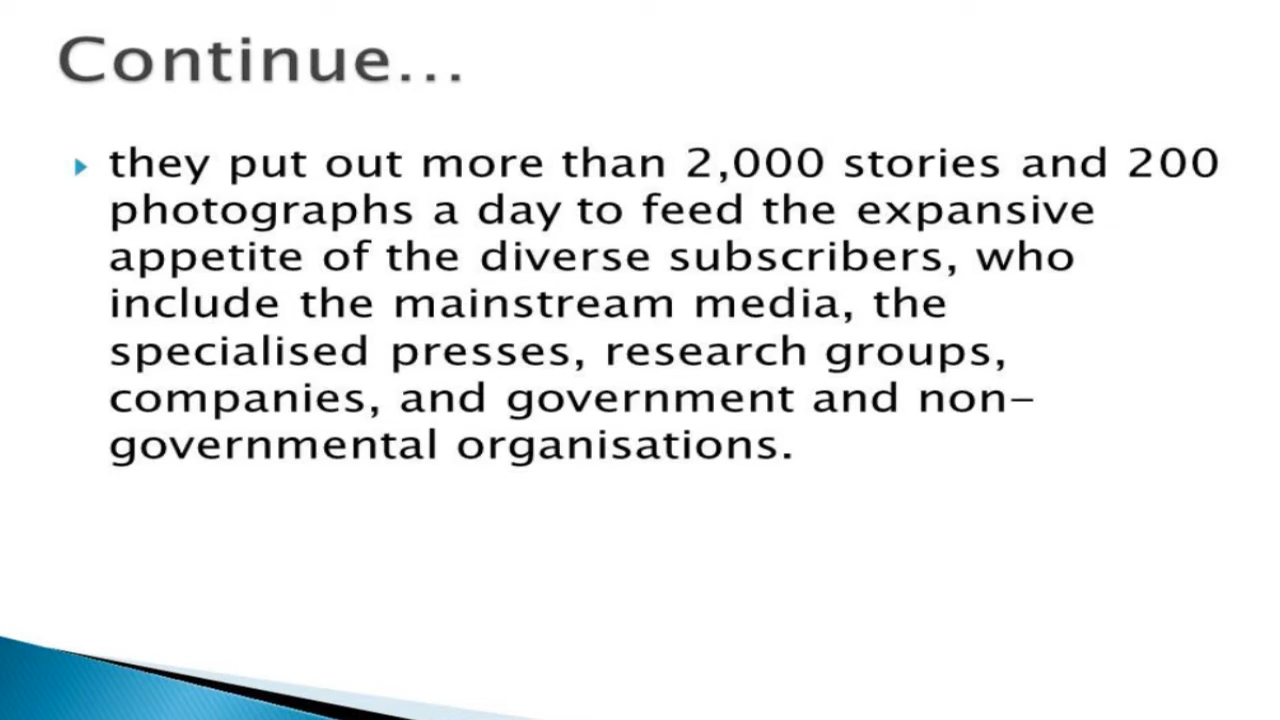 Continue...
they put out more than 2,000 stories and 200
photographs a day to feed the expansive
appetite of the diverse subscribers, who
include the mainstream media, the
specialised presses, research groups,
companies, and government and non-
governmental organisations.